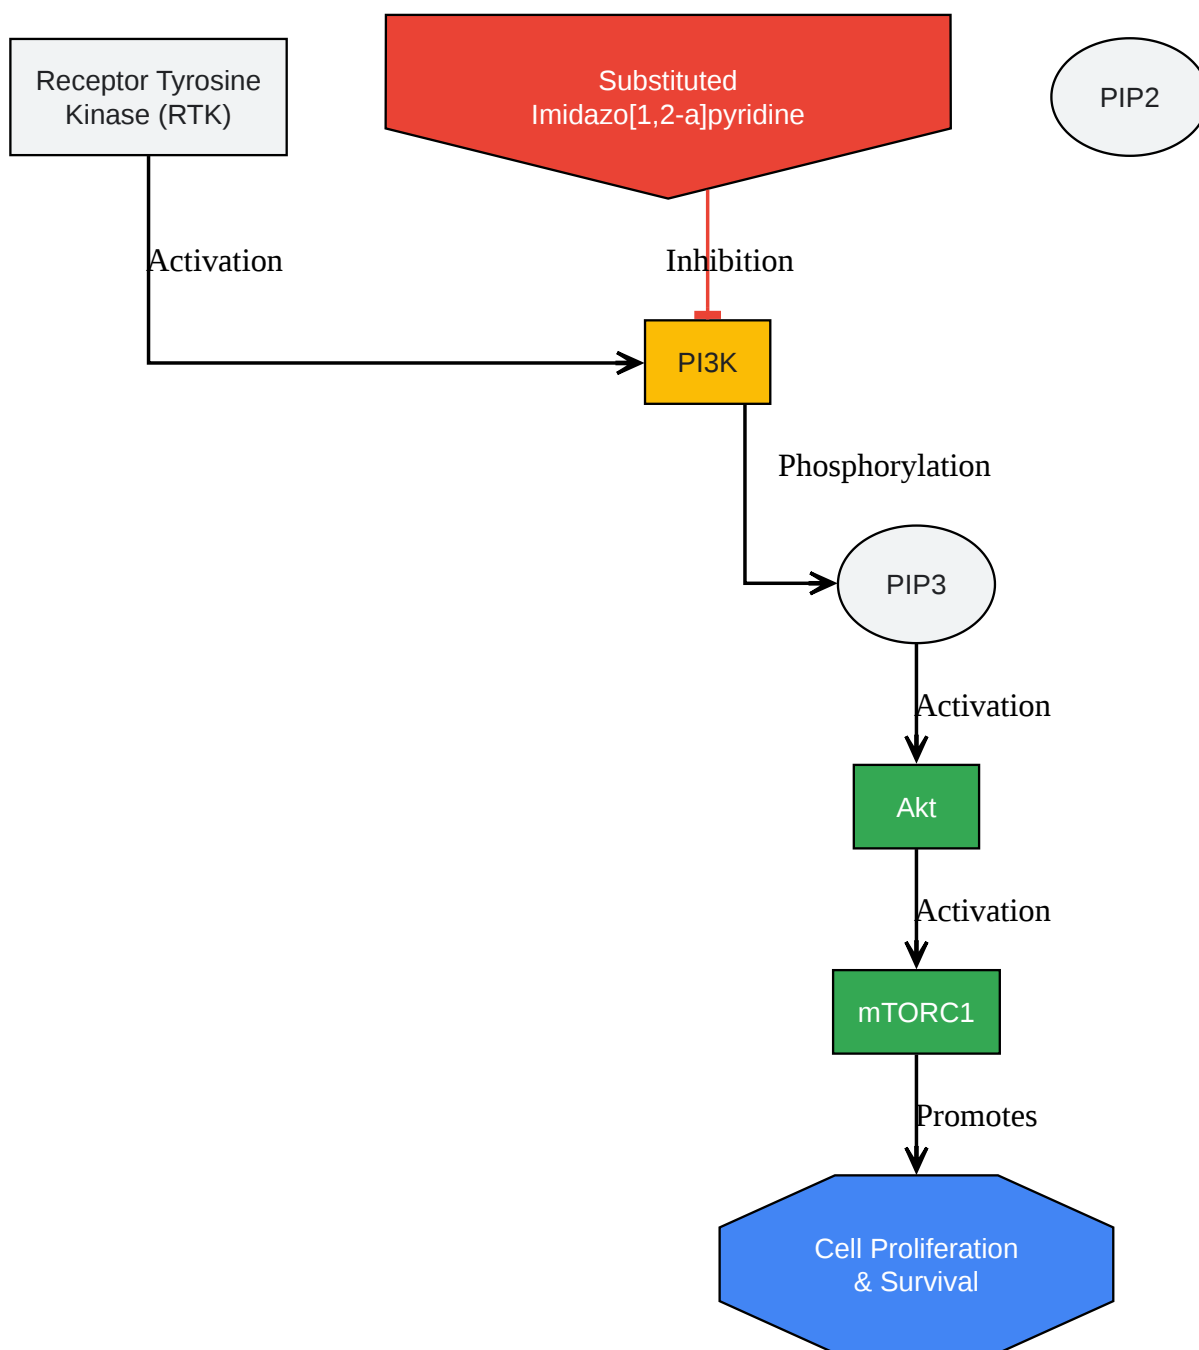 Receptor Tyrosine
Kinase (RTK)
Substituted
Imidazo[1,2-a]pyridine
PIP2
Activation
Inhibition
PI3K
Phosphorylation
PIP3
Activation
Akt
Activation
mTORC1
Promotes
Cell Proliferation
& Survival